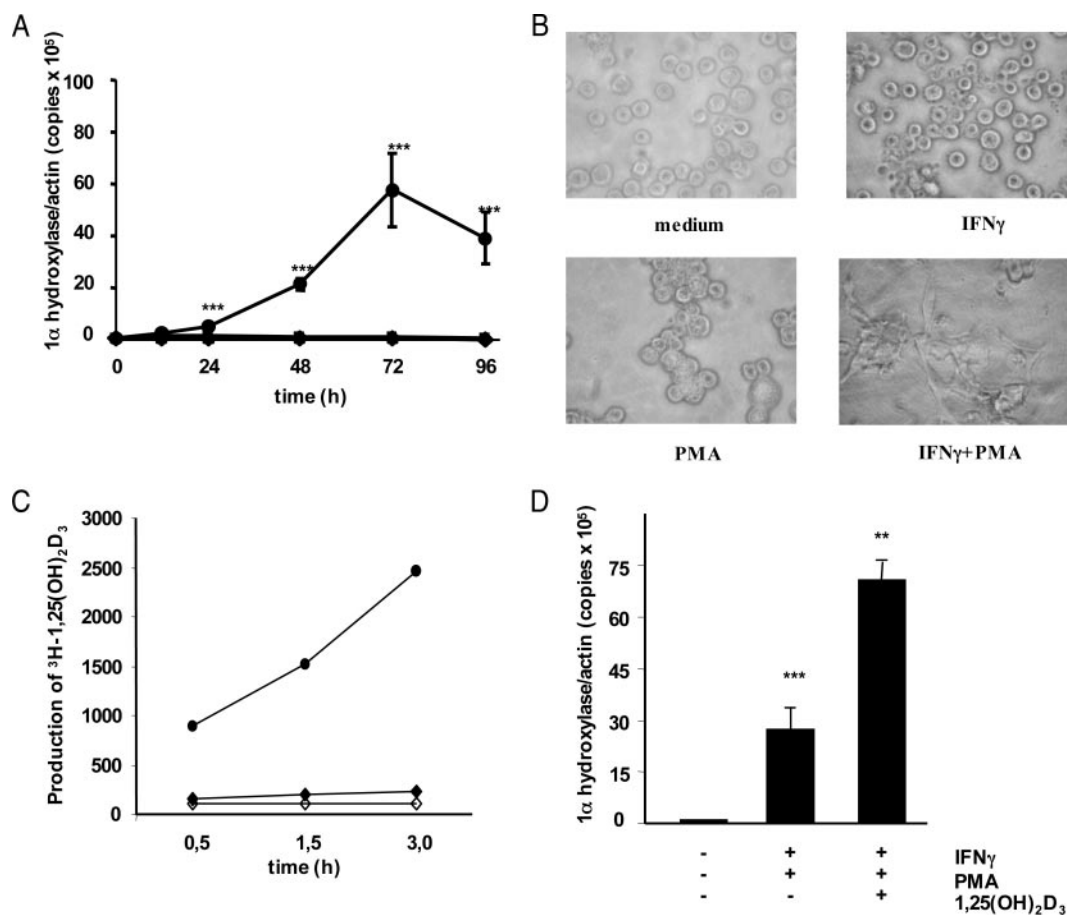 A
1α hydroxylase/actin (copies x 10⁵)
100
80
60
40
20
0
***
***
***
***
0 24 48 72 96
time (h)
B
medium
IFNγ
PMA
IFNγ+PMA
C
Production of ³H-1,25(OH)₂D₃
3000
2500
2000
1500
1000
500
0
0,5 1,5 3,0
time (h)
D
1α hydroxylase/actin (copies x 10⁵)
75
60
45
30
15
0
***
**
- + + IFNγ
- + + PMA
- - + 1,25(OH)₂D₃